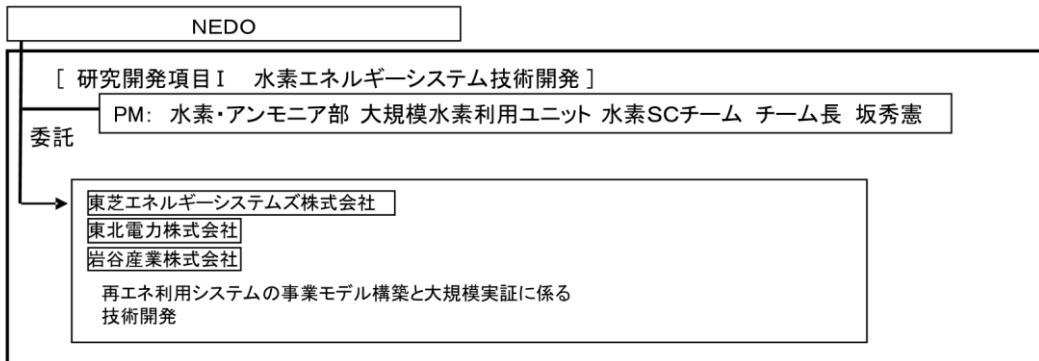 NEDO
[ 研究開発項目Ⅰ 水素エネルギーシステム技術開発 ]
PM: 水素・アンモニア部 大規模水素利用ユニット 水素SCチーム チーム長 坂秀憲
委託
東芝エネルギーシステムズ株式会社
東北電力株式会社
岩谷産業株式会社
再エネ利用システムの事業モデル構築と大規模実証に係る
技術開発